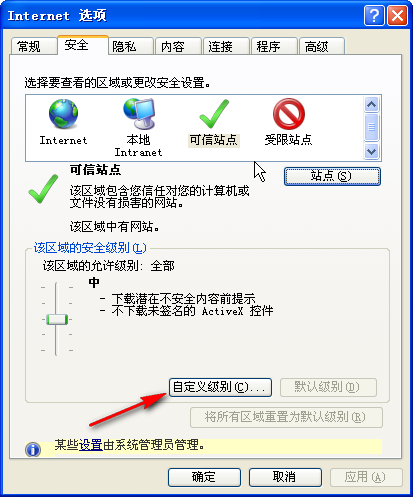 Internet 选项
常规 安全 隐私 内容 连接 程序 高级
选择要查看的区域或更改安全设置。
Internet 本地 Intranet 可信站点 受限站点
可信站点
站点(S)
该区域包含您信任对您的计算机或
文件没有损害的网站。
该区域中有网站。
该区域的安全级别(L)
该区域的允许级别: 全部
中
- 下载潜在不安全内容前提示
- 不下载未签名的 ActiveX 控件
自定义级别(C)... 默认级别(D)
将所有区域重置为默认级别(R)
某些设置由系统管理员管理。
确定 取消 应用(A)